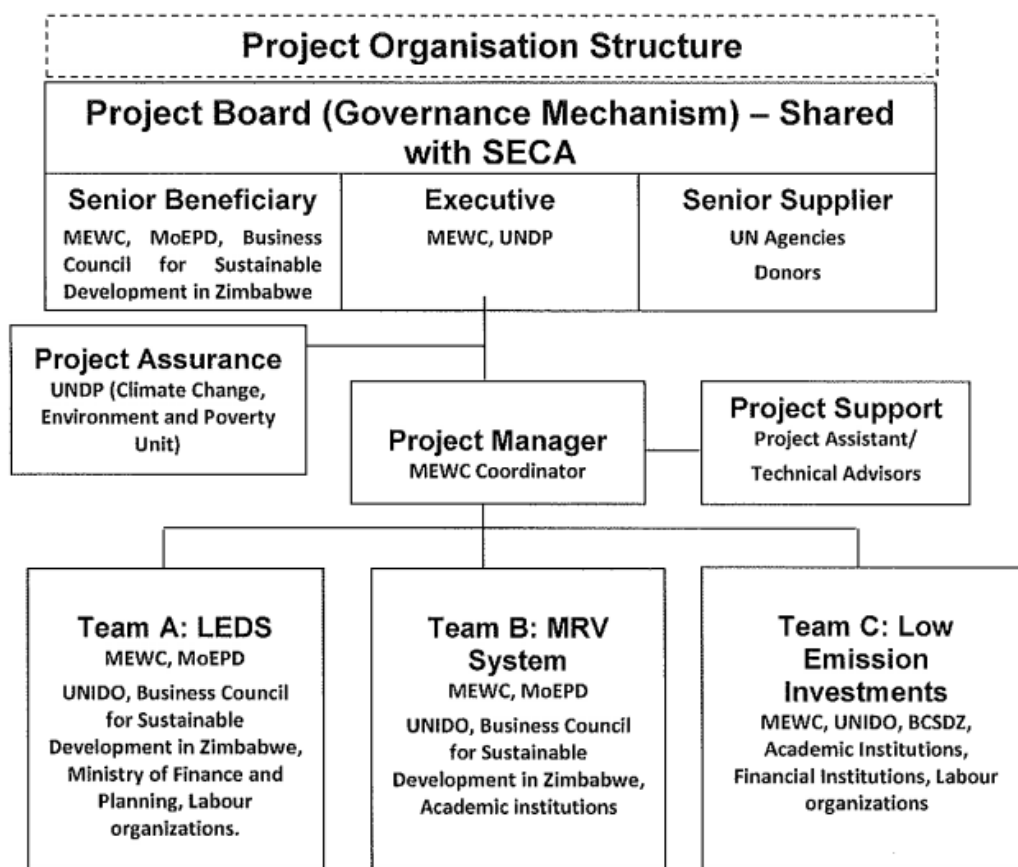 Project Organisation Structure
Project Board (Governance Mechanism) – Shared
with SECA
Senior Beneficiary
MEWC, MoEPD, Business
Council for Sustainable
Development in Zimbabwe
Executive
MEWC, UNDP
Senior Supplier
UN Agencies
Donors
Project Assurance
UNDP (Climate Change,
Environment and Poverty
Unit)
Project Manager
MEWC Coordinator
Project Support
Project Assistant/
Technical Advisors
Team A: LEDS
MEWC, MoEPD
UNIDO, Business Council
for Sustainable
Development in Zimbabwe,
Ministry of Finance and
Planning, Labour
organizations.
Team B: MRV
System
MEWC, MoEPD
UNIDO, Business Council
for Sustainable
Development in Zimbabwe,
Academic institutions
Team C: Low
Emission
Investments
MEWC, UNIDO, BCSDZ,
Academic Institutions,
Financial Institutions, Labour
organizations